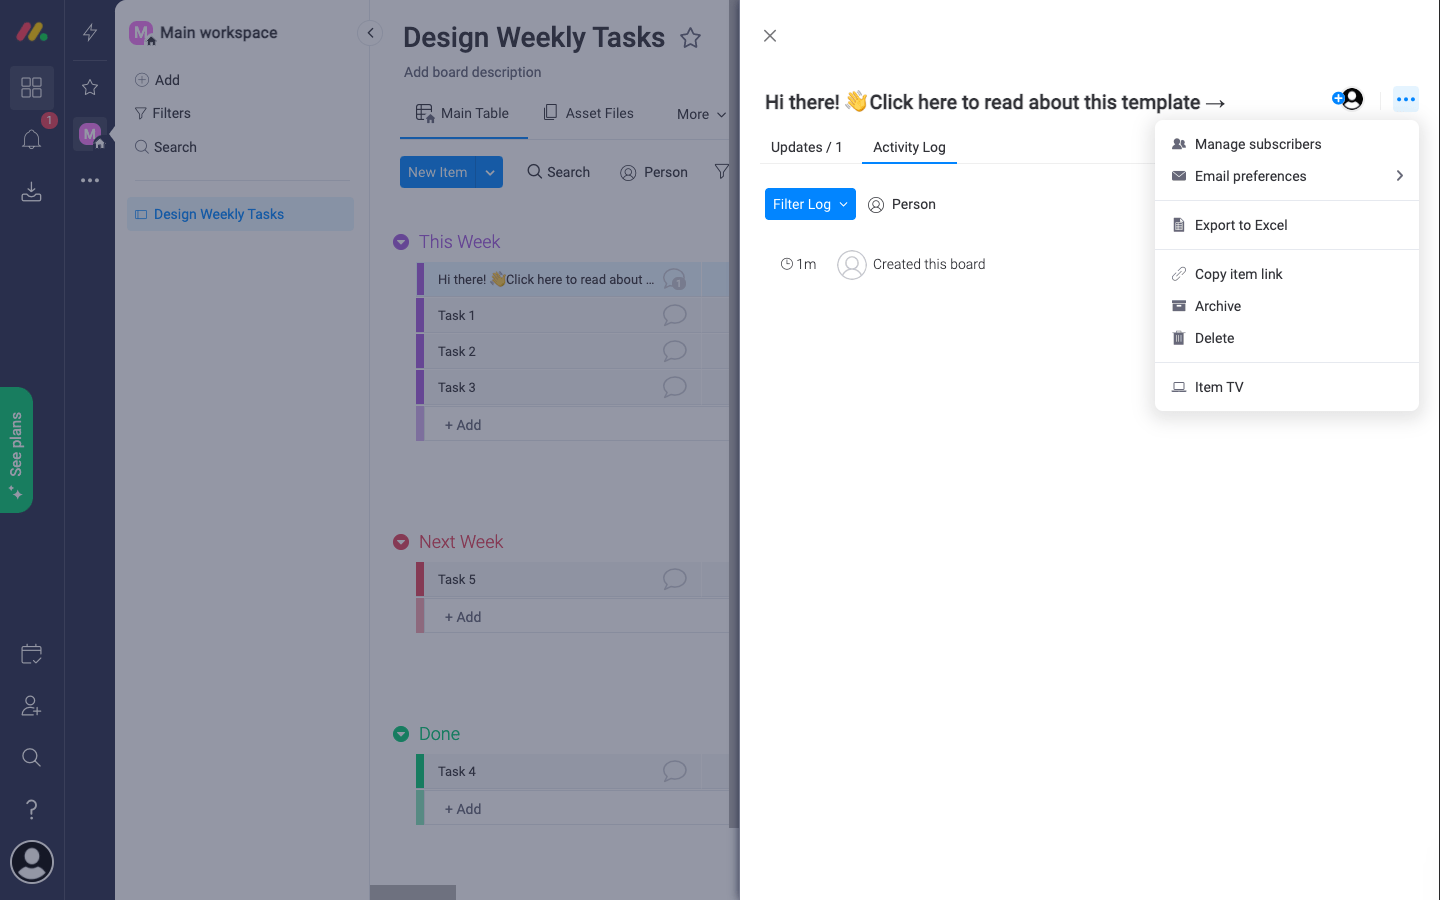 1
M
See plans
M Main workspace
Add
Filters
Search
Design Weekly Tasks
Design Weekly Tasks
Add board description
Main Table
Asset Files
More
New Item
Search
Person
This Week
Hi there! 👋Click here to read about ...
1
Task 1
Task 2
Task 3
+ Add
Next Week
Task 5
+ Add
Done
Task 4
+ Add
Hi there! 👋Click here to read about this template →
Updates / 1
Activity Log
Filter Log
Person
1m
Created this board
Manage subscribers
Email preferences
Export to Excel
Copy item link
Archive
Delete
Item TV